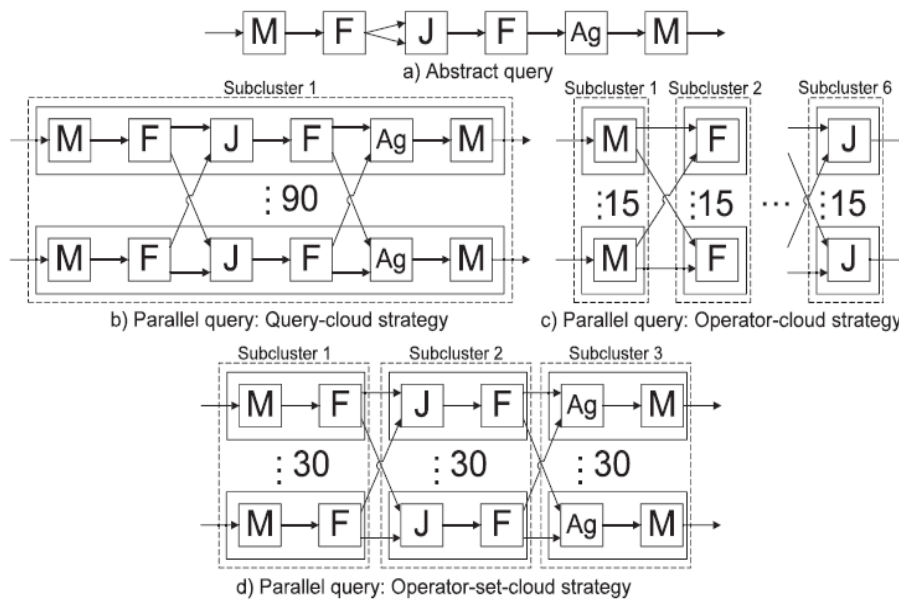 M F J F Ag M
a) Abstract query
Subcluster 1
M F J F Ag M
⋮90
M F J F Ag M
b) Parallel query: Query-cloud strategy
Subcluster 1 Subcluster 2 Subcluster 6
M F J
⋮15 ⋮15 ... ⋮15
M F J
c) Parallel query: Operator-cloud strategy
Subcluster 1 Subcluster 2 Subcluster 3
M F J F Ag M
⋮30 ⋮30 ⋮30
M F J F Ag M
d) Parallel query: Operator-set-cloud strategy